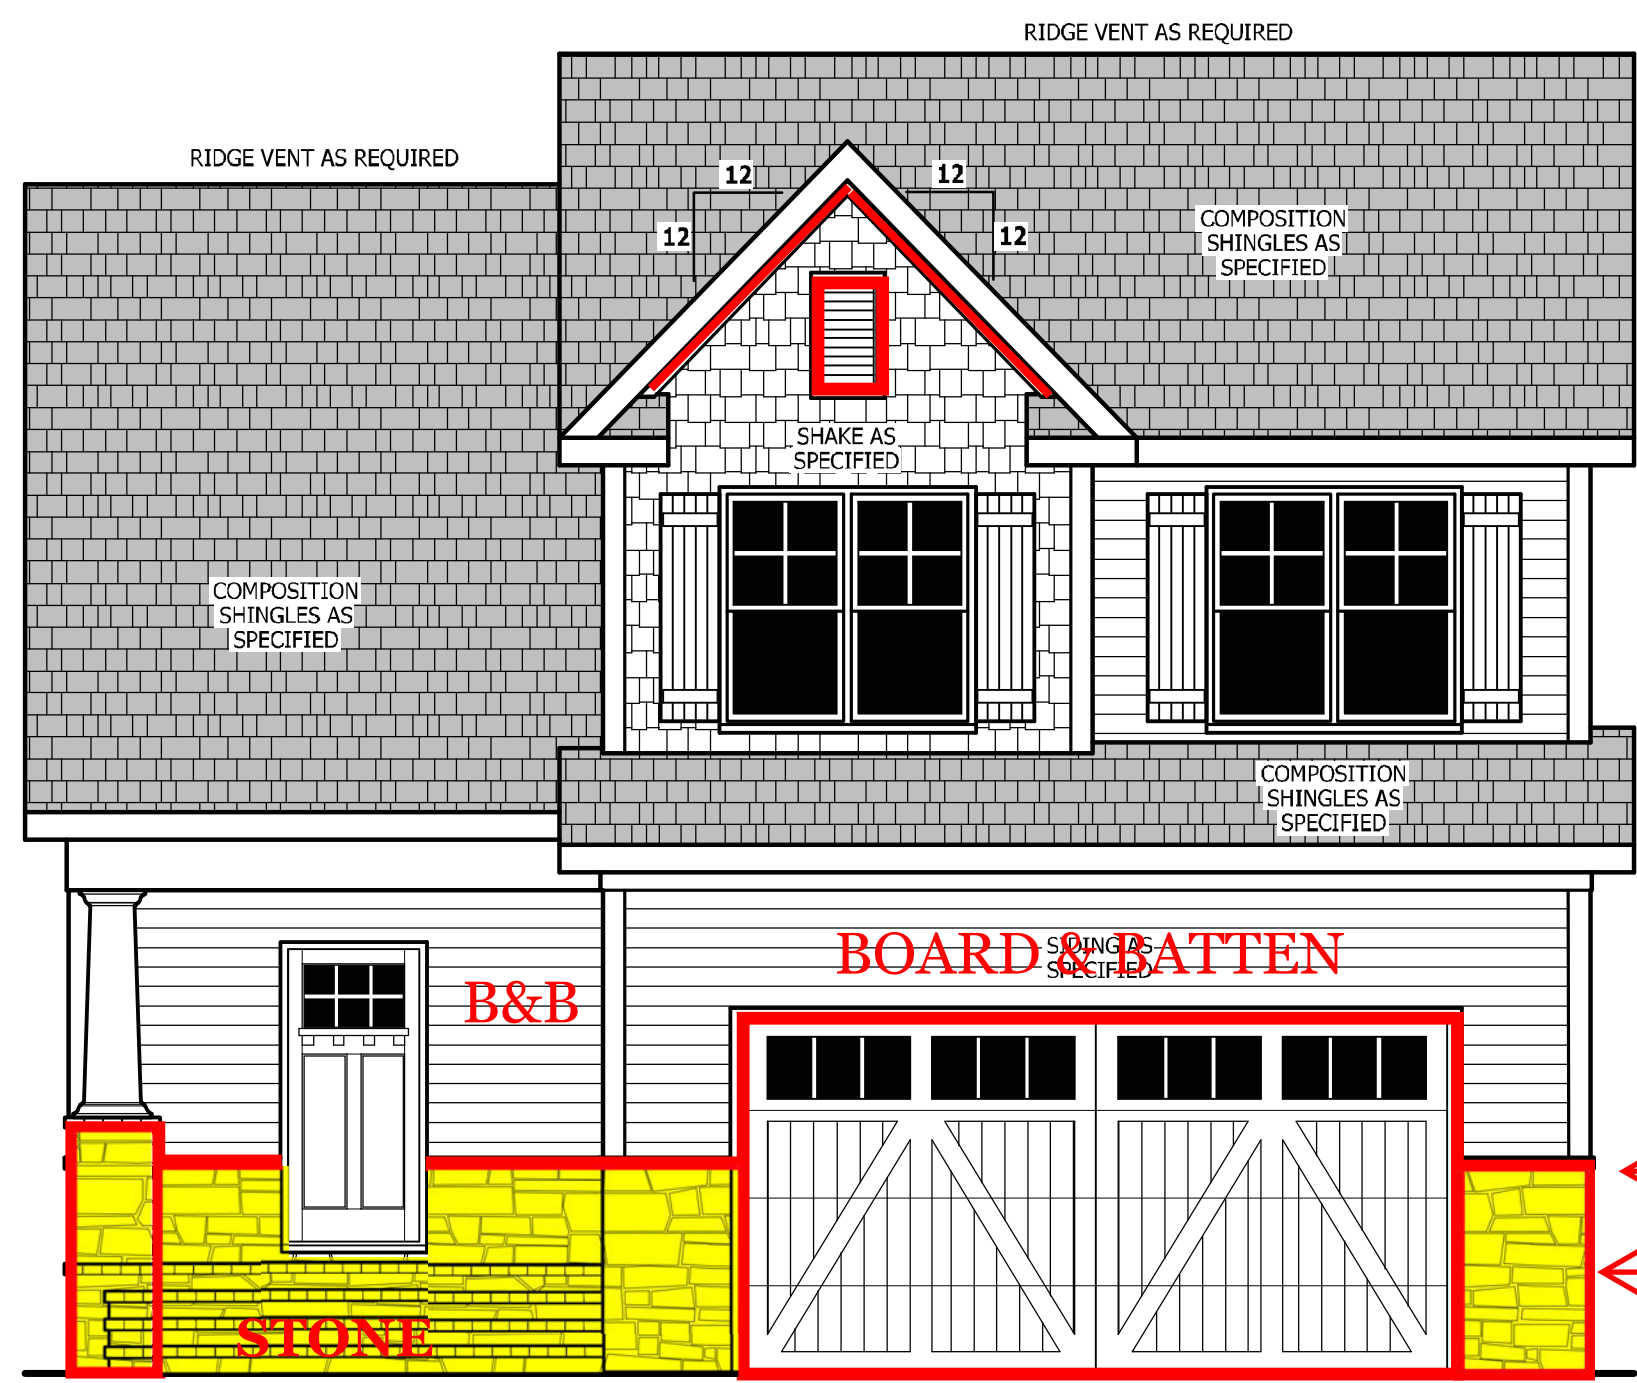 RIDGE VENT AS REQUIRED
RIDGE VENT AS REQUIRED
12
12
12
12
COMPOSITION
SHINGLES AS
SPECIFIED
SHAKE AS
SPECIFIED
COMPOSITION
SHINGLES AS
SPECIFIED
COMPOSITION
SHINGLES AS
SPECIFIED
SIDING AS
SPECIFIED
BOARD & BATTEN
B&B
STONE